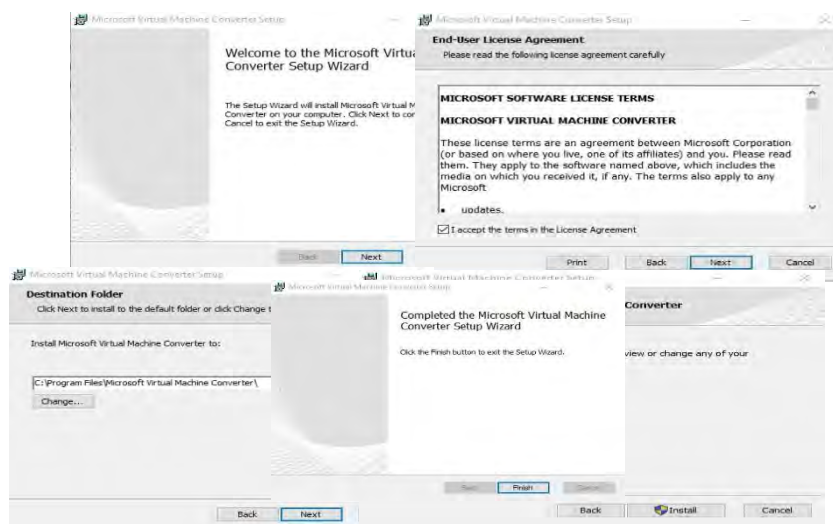 Microsoft Virtual Machine Converter Setup
Welcome to the Microsoft Virtua
Converter Setup Wizard
The Setup Wizard will install Microsoft Virtual M
Converter on your computer. Click Next to con
Cancel to exit the Setup Wizard.
Back Next
Microsoft Virtual Machine Converter Setup
End-User License Agreement
Please read the following license agreement carefully
MICROSOFT SOFTWARE LICENSE TERMS
MICROSOFT VIRTUAL MACHINE CONVERTER
These license terms are an agreement between Microsoft Corporation
(or based on where you live, one of its affiliates) and you. Please read
them. They apply to the software named above, which includes the
media on which you received it, if any. The terms also apply to any
Microsoft
• updates.
I accept the terms in the License Agreement
Print Back Next Cancel
Microsoft Virtual Machine Converter Setup
Destination Folder
Click Next to install to the default folder or click Change t
Install Microsoft Virtual Machine Converter to:
C:\Program Files\Microsoft Virtual Machine Converter\
Change...
Back Next
Microsoft Virtual Machine Converter Setup
Completed the Microsoft Virtual Machine
Converter Setup Wizard
Click the Finish button to exit the Setup Wizard.
Back Finish Cancel
Microsoft Virtual Machine Converter Setup
Converter
view or change any of your
Back Install Cancel